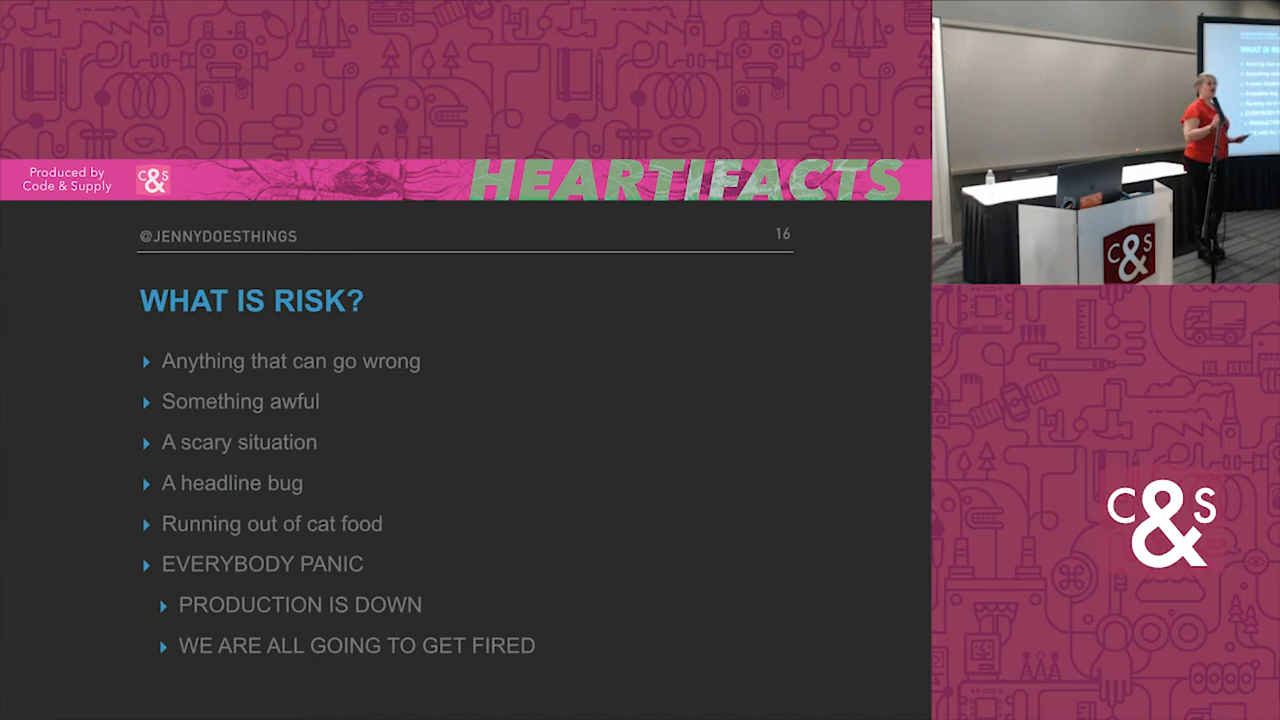 Produced by
Code & Supply
C&S
HEARTIFACTS
@JENNYDOESTHINGS
16
WHAT IS RISK?
Anything that can go wrong
Something awful
A scary situation
A headline bug
Running out of cat food
EVERYBODY PANIC
PRODUCTION IS DOWN
WE ARE ALL GOING TO GET FIRED
C&S
C&S